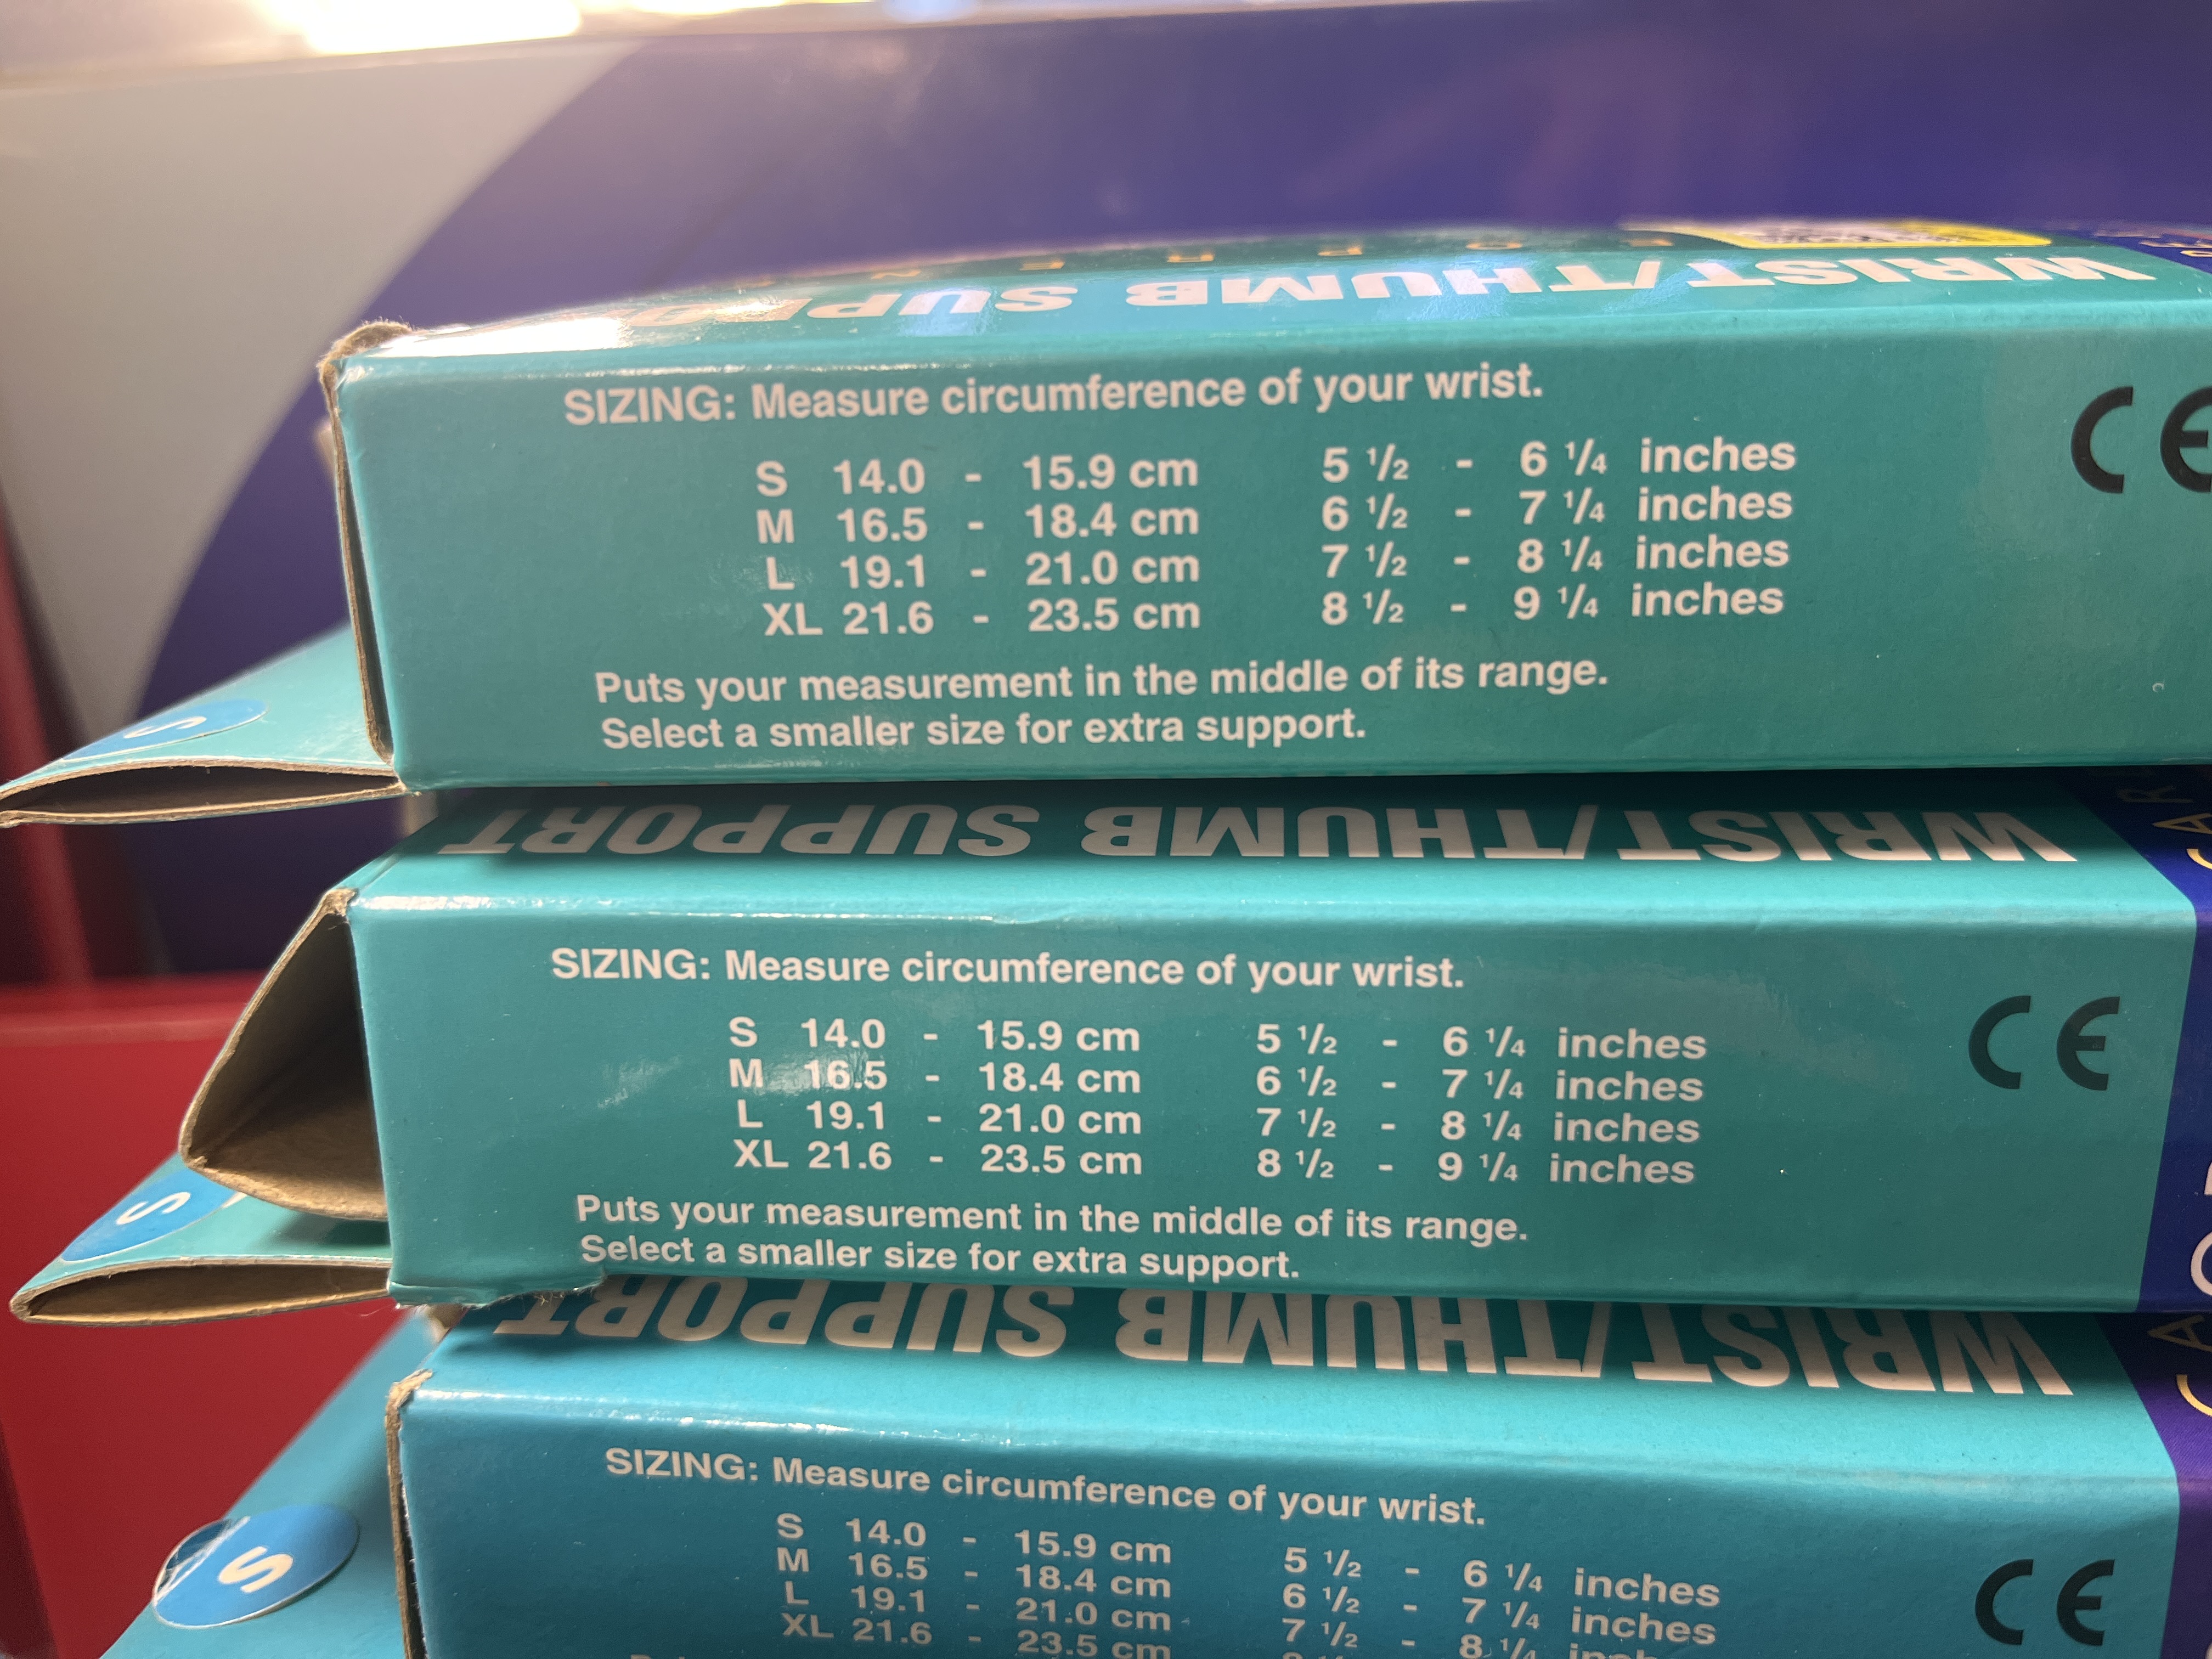 WRIST/THUMB SUPPO
SIZING: Measure circumference of your wrist.
S 14.0 - 15.9 cm 5 1/2 - 6 1/4 inches
M 16.5 - 18.4 cm 6 1/2 - 7 1/4 inches
L 19.1 - 21.0 cm 7 1/2 - 8 1/4 inches
XL 21.6 - 23.5 cm 8 1/2 - 9 1/4 inches
Puts your measurement in the middle of its range.
Select a smaller size for extra support.
CE
S
WRIST/THUMB SUPPORT
SIZING: Measure circumference of your wrist.
S 14.0 - 15.9 cm 5 1/2 - 6 1/4 inches
M 16.5 - 18.4 cm 6 1/2 - 7 1/4 inches
L 19.1 - 21.0 cm 7 1/2 - 8 1/4 inches
XL 21.6 - 23.5 cm 8 1/2 - 9 1/4 inches
Puts your measurement in the middle of its range.
Select a smaller size for extra support.
CE
S
WRIST/THUMB SUPPORT
SIZING: Measure circumference of your wrist.
S 14.0 - 15.9 cm 5 1/2 - 6 1/4 inches
M 16.5 - 18.4 cm 6 1/2 - 7 1/4 inches
L 19.1 - 21.0 cm 7 1/2 - 8 1/4
XL 21.6 - 23.5 cm
CE
S